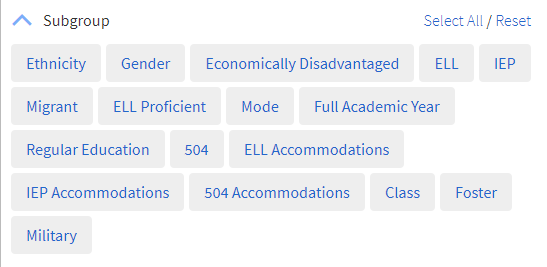 Subgroup Select All / Reset
Ethnicity Gender Economically Disadvantaged ELL IEP
Migrant ELL Proficient Mode Full Academic Year
Regular Education 504 ELL Accommodations
IEP Accommodations 504 Accommodations Class Foster
Military